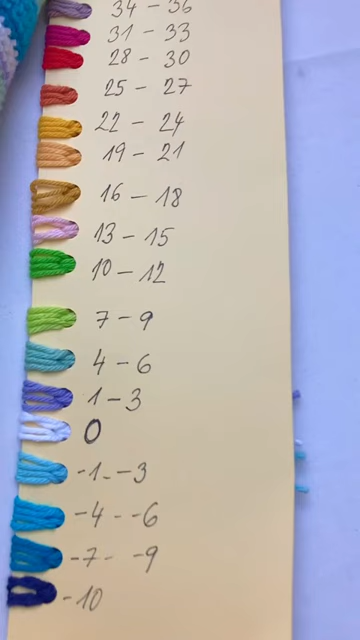 34 - 36
31 - 33
28 - 30
25 - 27
22 - 24
19 - 21
16 - 18
13 - 15
10 - 12
7 - 9
4 - 6
1 - 3
0
-1 - -3
-4 - -6
-7 - -9
-10